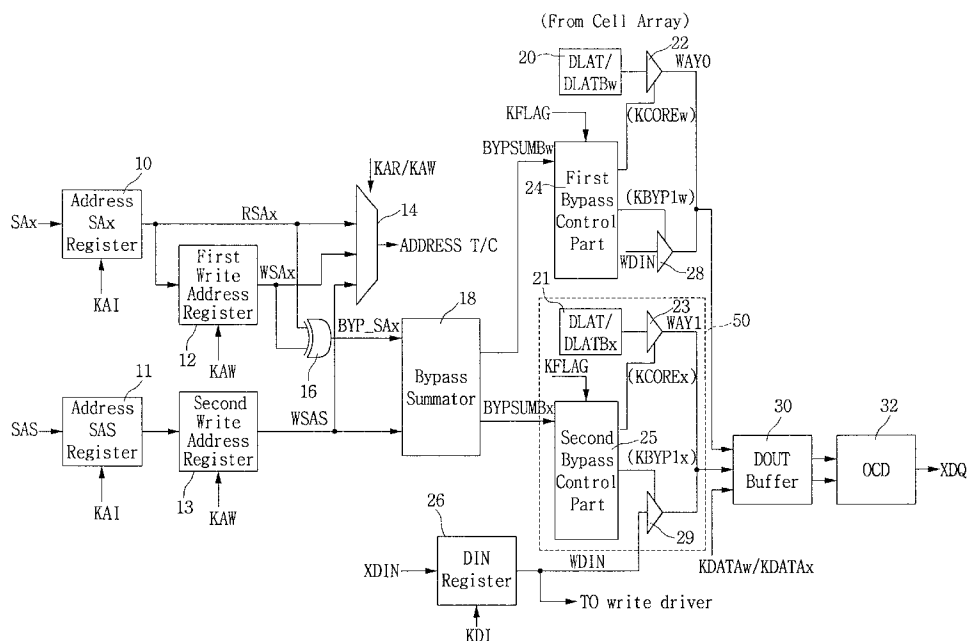 (From Cell Array)
20
DLAT/
DLATBw
22
WAY0
KFLAG
(KCOREw)
BYPSUMBw
24
First
Bypass
Control
Part
(KBYP1w)
WDIN
28
10
Address
SAx
Register
SAx
KAI
RSAx
KAR/KAW
14
ADDRESS T/C
First
Write
Address
Register
12
KAW
WSAx
16
BYP_SAx
18
Bypass
Summator
21
DLAT/
DLATBx
23
WAY1
50
KFLAG
(KCOREx)
11
Address
SAS
Register
SAS
KAI
Second
Write
Address
Register
13
KAW
WSAS
BYPSUMBx
Second
Bypass
Control
Part
25
(KBYP1x)
29
30
DOUT
Buffer
32
OCD
XDQ
KDATAw/KDATAx
26
DIN
Register
XDIN
KDI
WDIN
TO write driver